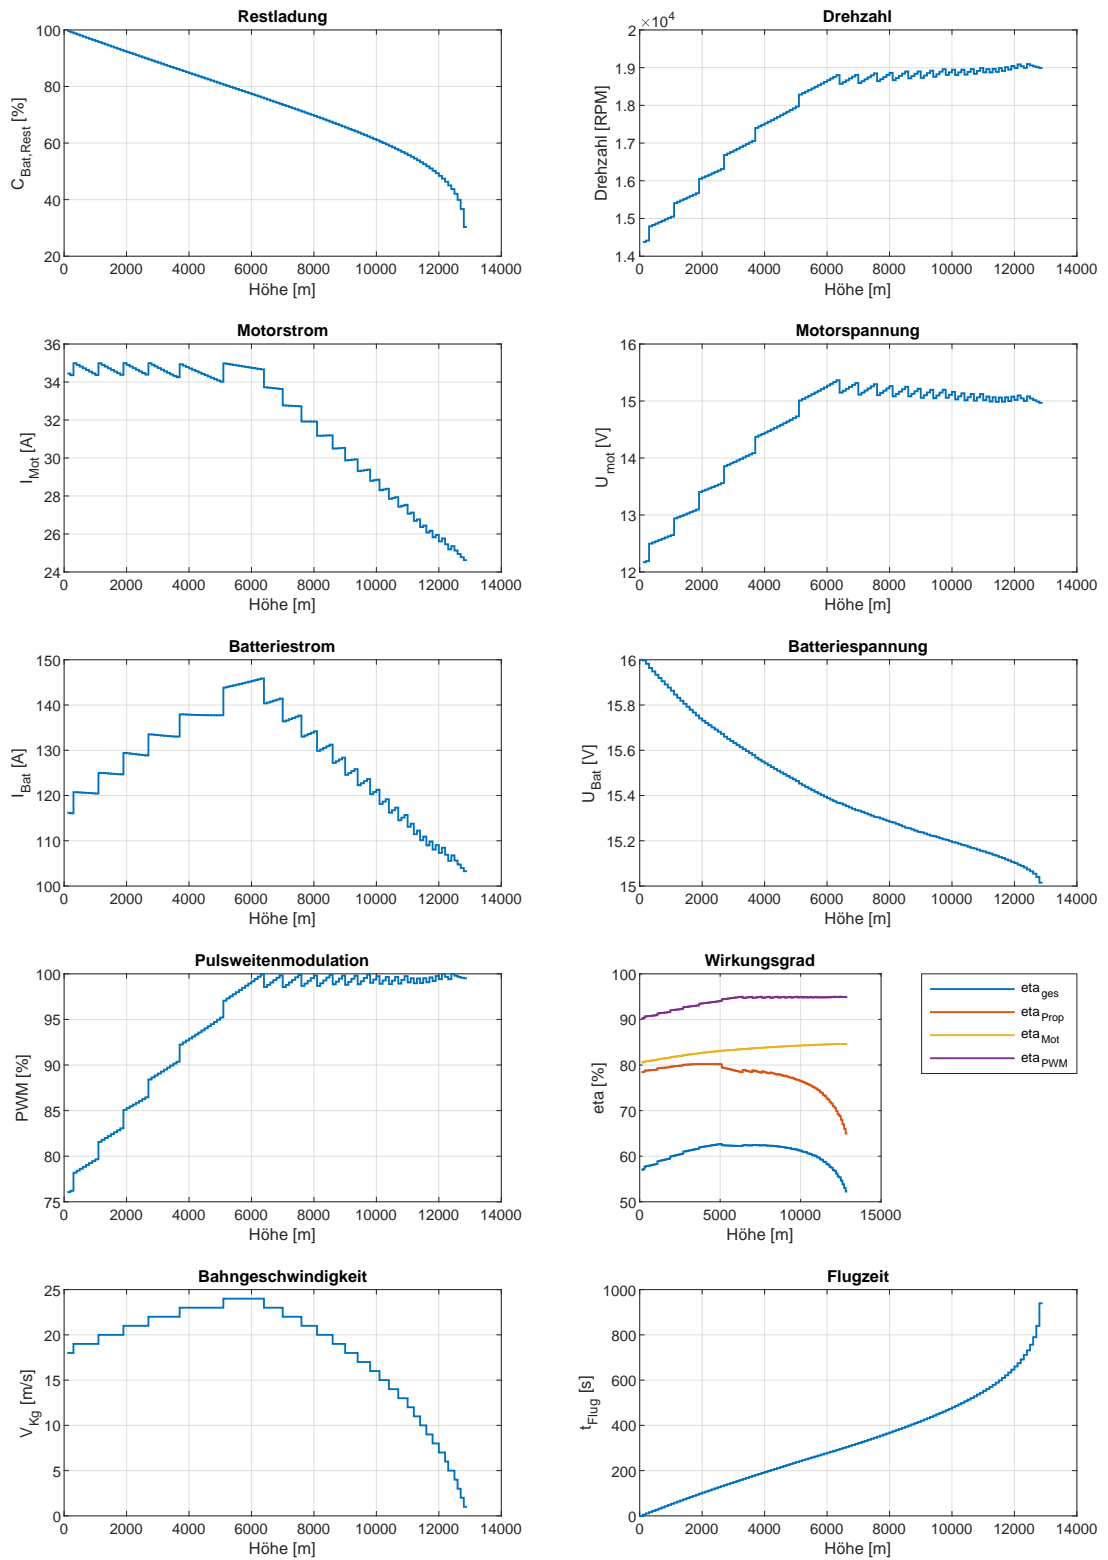 Restladung
C_Bat,Rest [%]
100
80
60
40
20
0 2000 4000 6000 8000 10000 12000 14000
Höhe [m]
Drehzahl
×10^4
Drehzahl [RPM]
2
1.9
1.8
1.7
1.6
1.5
1.4
0 2000 4000 6000 8000 10000 12000 14000
Höhe [m]
Motorstrom
I_Mot [A]
36
34
32
30
28
26
24
0 2000 4000 6000 8000 10000 12000 14000
Höhe [m]
Motorspannung
U_mot [V]
16
15
14
13
12
0 2000 4000 6000 8000 10000 12000 14000
Höhe [m]
Batteriestrom
I_Bat [A]
150
140
130
120
110
100
0 2000 4000 6000 8000 10000 12000 14000
Höhe [m]
Batteriespannung
U_Bat [V]
16
15.8
15.6
15.4
15.2
15
0 2000 4000 6000 8000 10000 12000 14000
Höhe [m]
Pulsweitenmodulation
PWM [%]
100
95
90
85
80
75
0 2000 4000 6000 8000 10000 12000 14000
Höhe [m]
Wirkungsgrad
eta [%]
100
90
80
70
60
50
0 5000 10000 15000
Höhe [m]
eta_ges
eta_Prop
eta_Mot
eta_PWM
Bahngeschwindigkeit
V_Kg [m/s]
25
20
15
10
5
0
0 2000 4000 6000 8000 10000 12000 14000
Höhe [m]
Flugzeit
t_Flug [s]
1000
800
600
400
200
0
0 2000 4000 6000 8000 10000 12000 14000
Höhe [m]